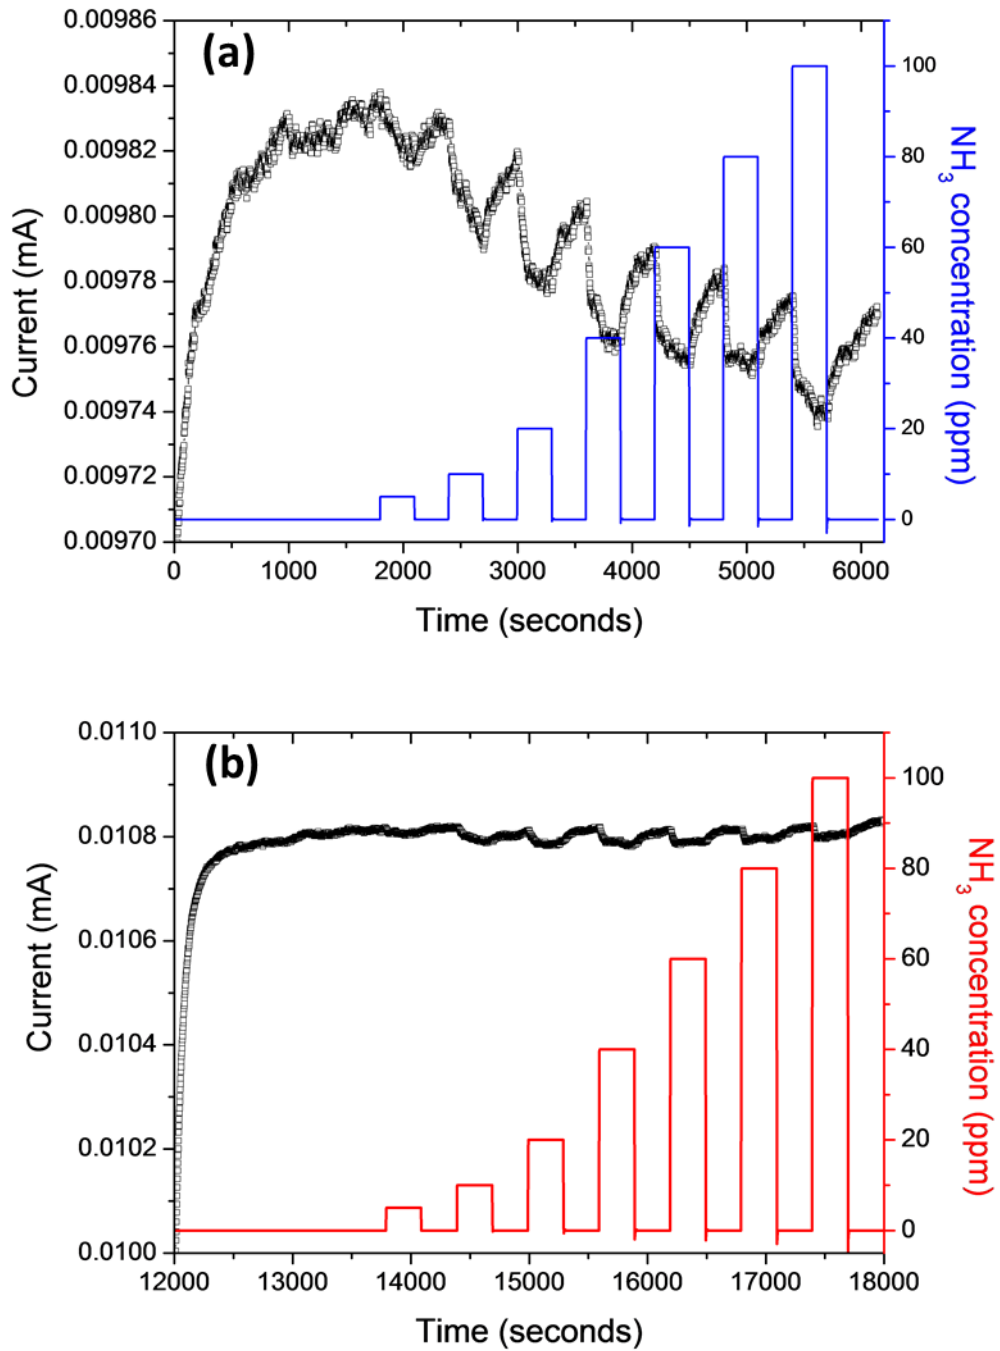 (a)
0.00986
0.00984
0.00982
0.00980
0.00978
0.00976
0.00974
0.00972
0.00970
Current (mA)
0 1000 2000 3000 4000 5000 6000
Time (seconds)
100
80
60
40
20
0
NH3 concentration (ppm)
(b)
0.0110
0.0108
0.0106
0.0104
0.0102
0.0100
Current (mA)
12000 13000 14000 15000 16000 17000 18000
Time (seconds)
100
80
60
40
20
0
NH3 concentration (ppm)